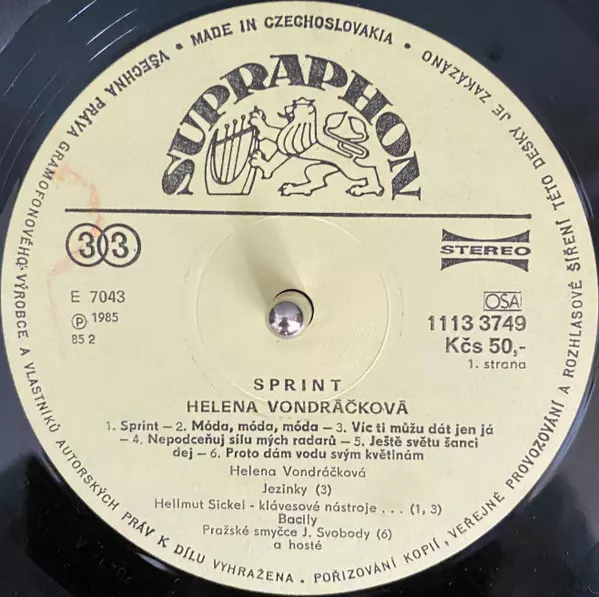 VŠECHNA PRÁVA GRAMOFONOVÉHO VÝROBCE A VLASTNÍKŮ AUTORSKÝCH PRÁV K DÍLU VYHRAŽENA • POŘIZOVÁNÍ KOPIÍ, VEŘEJNÉ PROVOZOVÁNÍ A ROZHLASOVÉ ŠÍŘENÍ TÉTO DESKY JE ZAKÁZÁNO • MADE IN CZECHOSLOVAKIA •
SUPRAPHON
33
STEREO
E 7043
℗ 1985
85 2
OSA
1113 3749
Kčs 50,-
1. strana
SPRINT
HELENA VONDRÁČKOVÁ
1. Sprint – 2. Móda, móda, móda – 3. Víc ti můžu dát jen já
– 4. Nepodceňuj sílu mých radarů – 5. Ještě světu šanci
dej – 6. Proto dám vodu svým květinám
Helena Vondráčková
Jezinky (3)
Hellmut Sickel - klávesové nástroje . . . (1, 3)
Bacily
Pražské smyčce J. Svobody (6)
a hosté